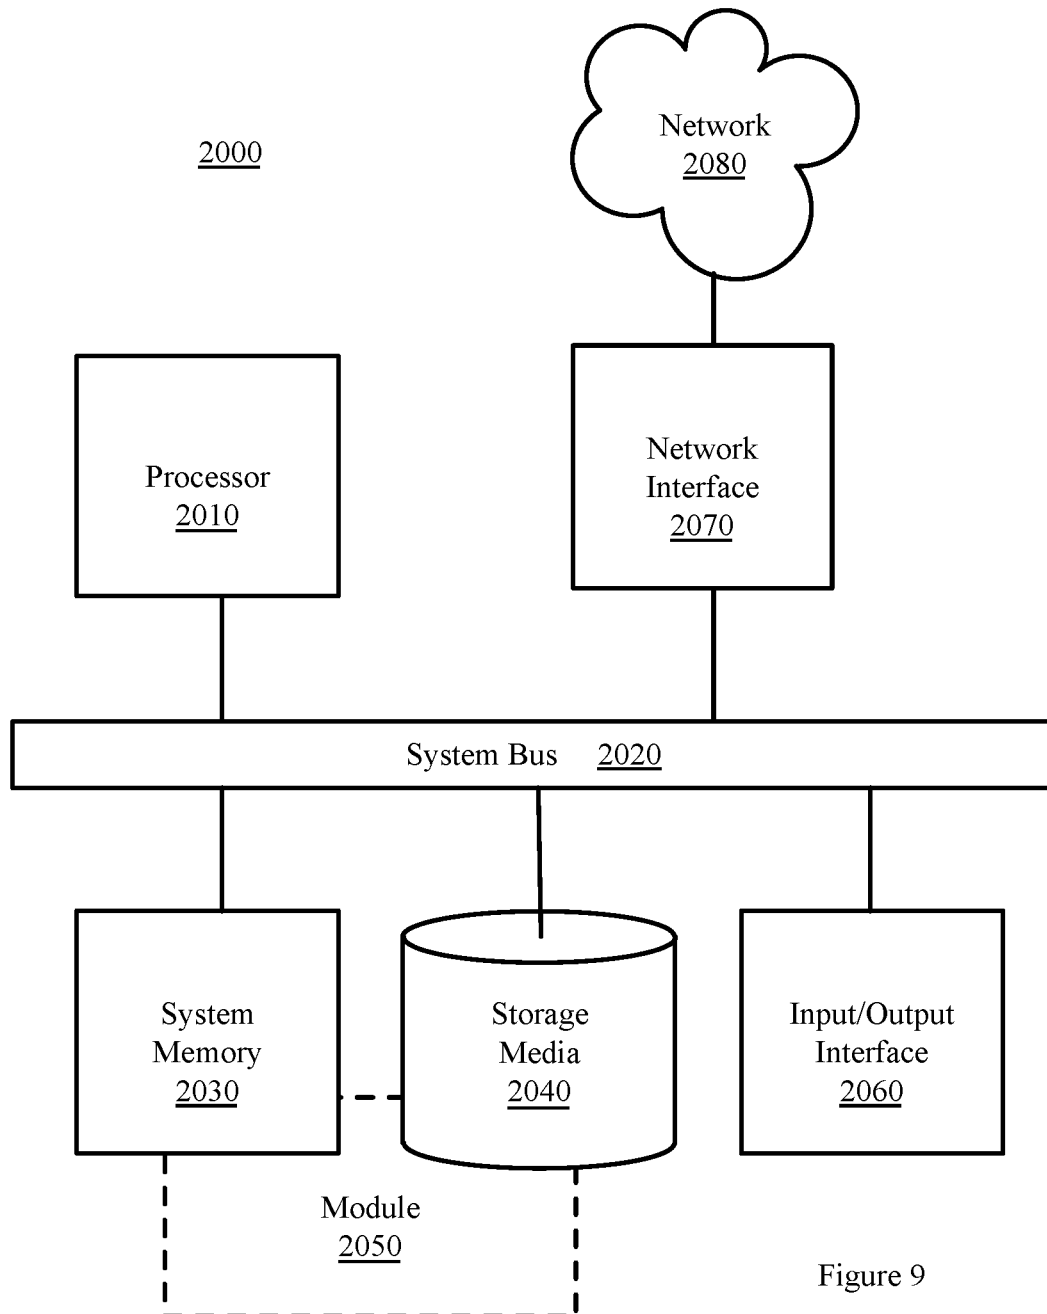 2000
Network
2080
Processor
2010
Network
Interface
2070
System Bus 2020
System
Memory
2030
Storage
Media
2040
Input/Output
Interface
2060
Module
2050
Figure 9